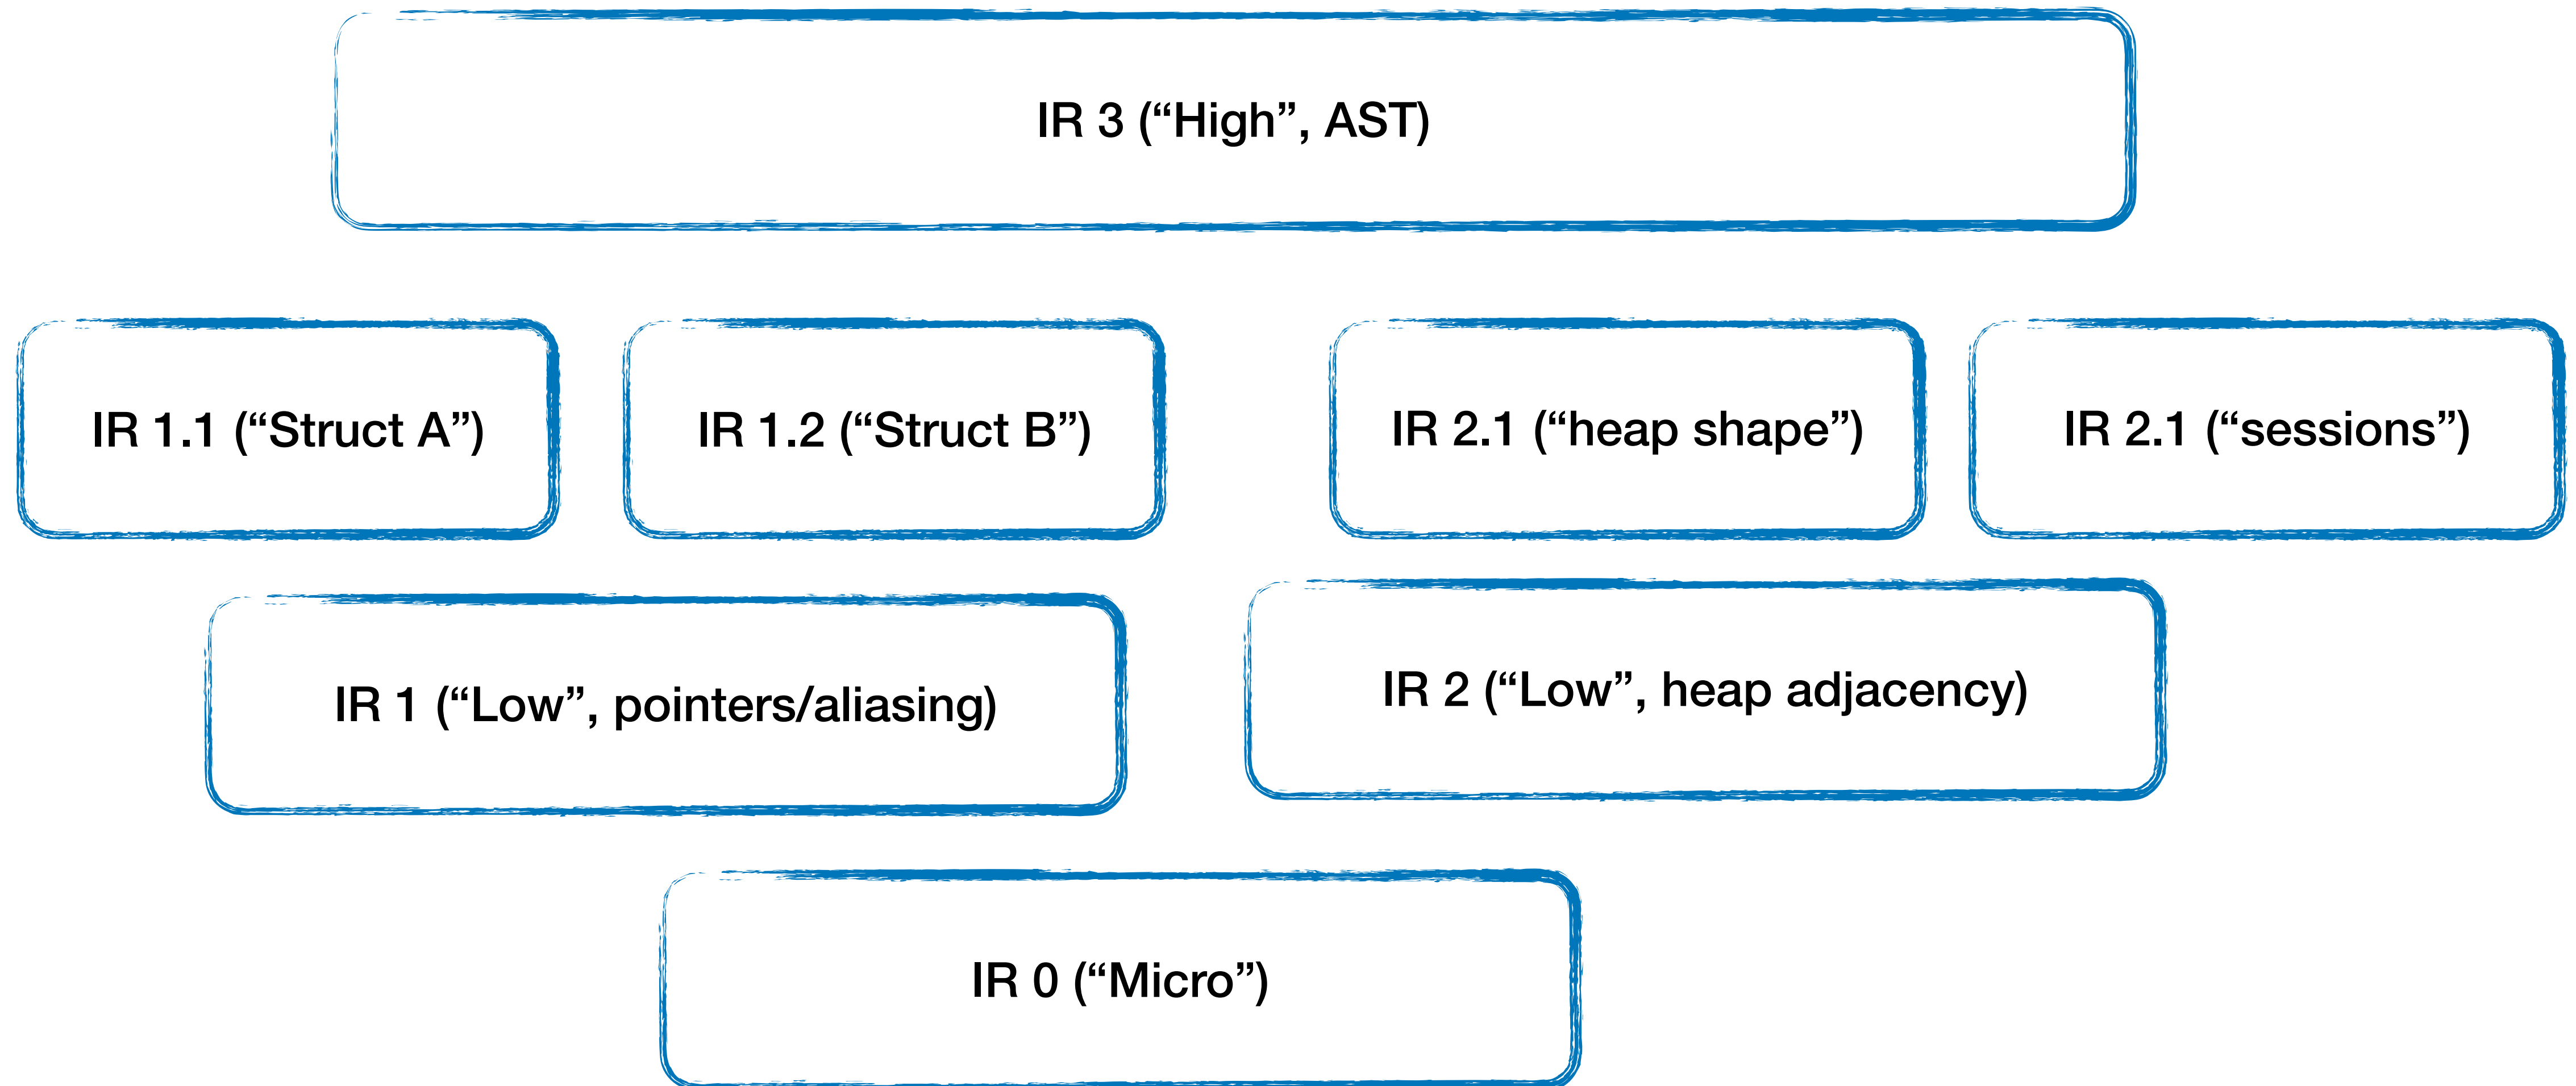 IR 3 (“High”, AST)
IR 1.1 (“Struct A”)
IR 1.2 (“Struct B”)
IR 2.1 (“heap shape”)
IR 2.1 (“sessions”)
IR 1 (“Low”, pointers/aliasing)
IR 2 (“Low”, heap adjacency)
IR 0 (“Micro”)